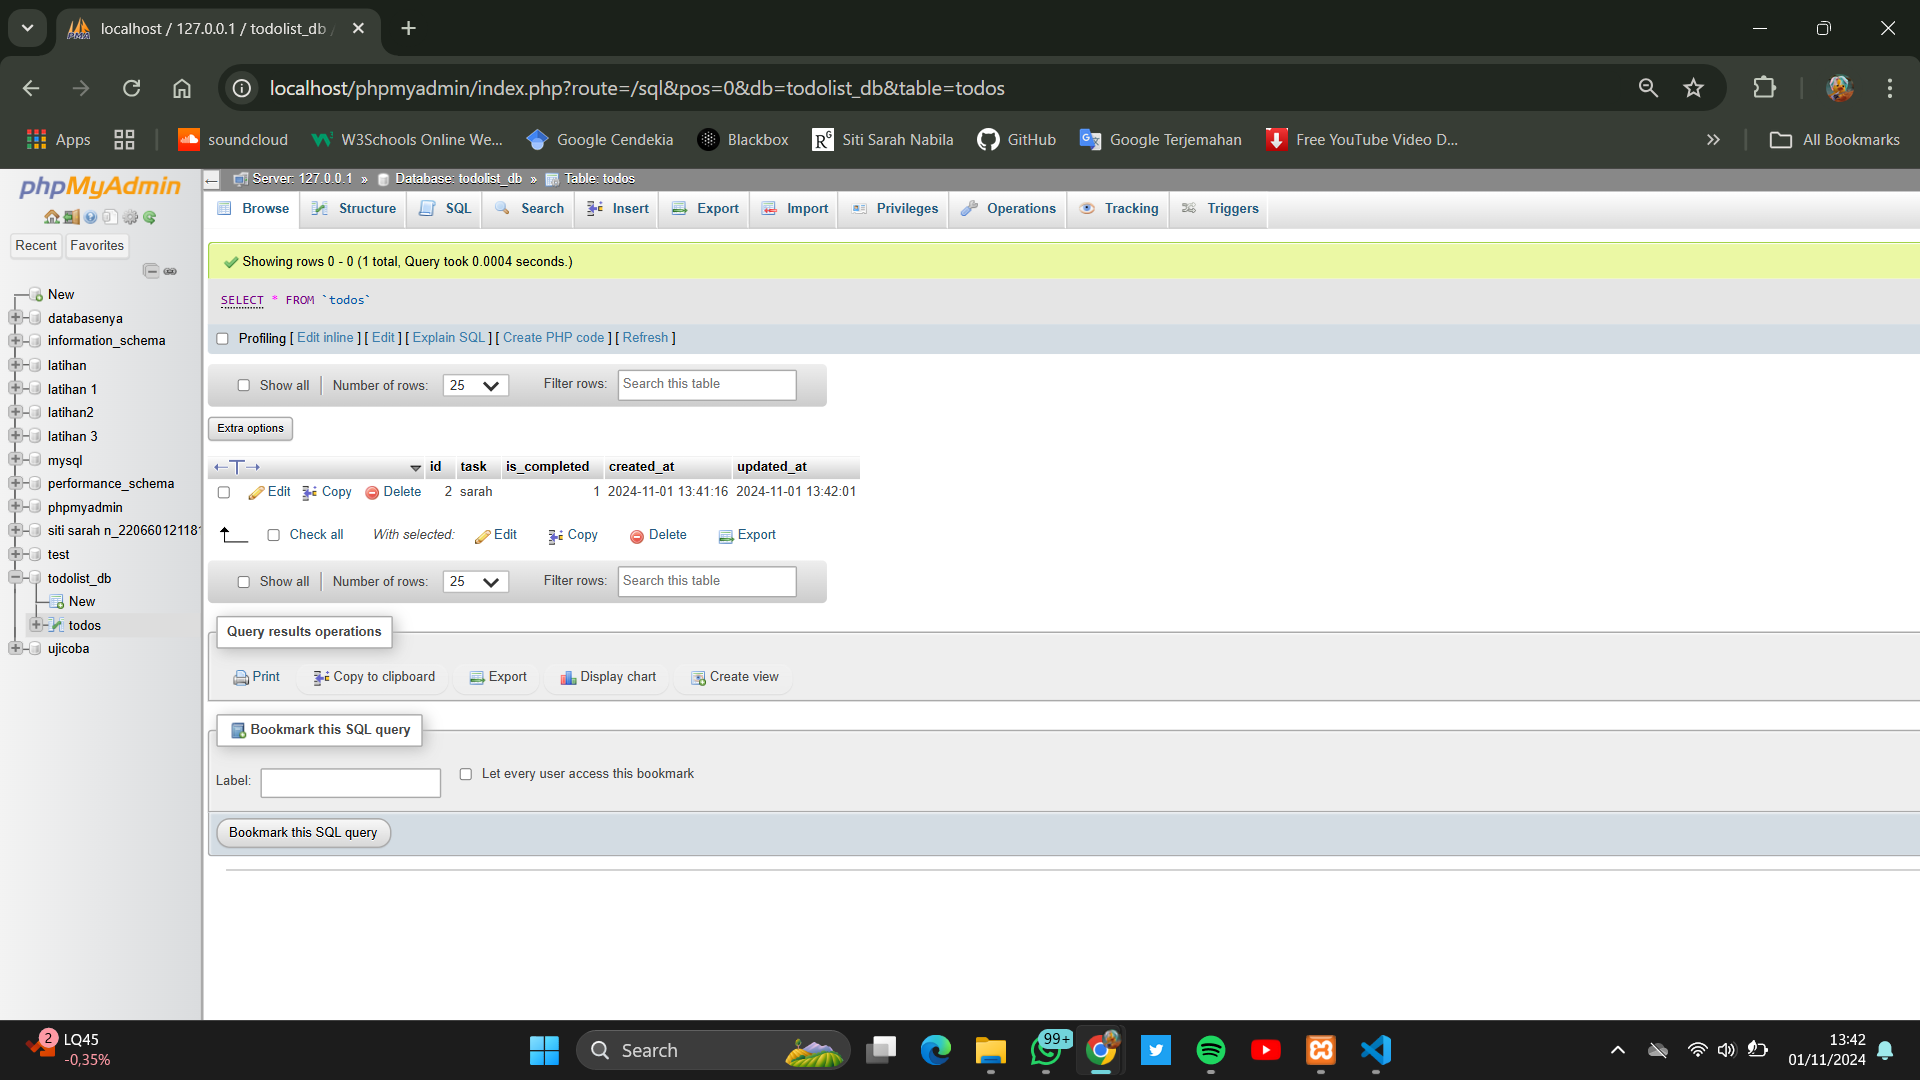 localhost / 127.0.0.1 / todolist_db
localhost/phpmyadmin/index.php?route=/sql&pos=0&db=todolist_db&table=todos
Apps soundcloud W3Schools Online We... Google Cendekia Blackbox Siti Sarah Nabila GitHub Google Terjemahan Free YouTube Video D... » All Bookmarks
phpMyAdmin
Recent Favorites
New
databasenya
information_schema
latihan
latihan 1
latihan2
latihan 3
mysql
performance_schema
phpmyadmin
siti sarah n_220660121181
test
todolist_db
New
todos
ujicoba
Server: 127.0.0.1 » Database: todolist_db » Table: todos
Browse Structure SQL Search Insert Export Import Privileges Operations Tracking Triggers
Showing rows 0 - 0 (1 total, Query took 0.0004 seconds.)
SELECT * FROM `todos`
Profiling [ Edit inline ] [ Edit ] [ Explain SQL ] [ Create PHP code ] [ Refresh ]
Show all Number of rows: 25 Filter rows: Search this table
Extra options
←T→ id task is_completed created_at updated_at
Edit Copy Delete 2 sarah 1 2024-11-01 13:41:16 2024-11-01 13:42:01
Check all With selected: Edit Copy Delete Export
Show all Number of rows: 25 Filter rows: Search this table
Query results operations
Print Copy to clipboard Export Display chart Create view
Bookmark this SQL query
Label: Let every user access this bookmark
Bookmark this SQL query
2 LQ45
-0,35%
Search
99+
13:42
01/11/2024